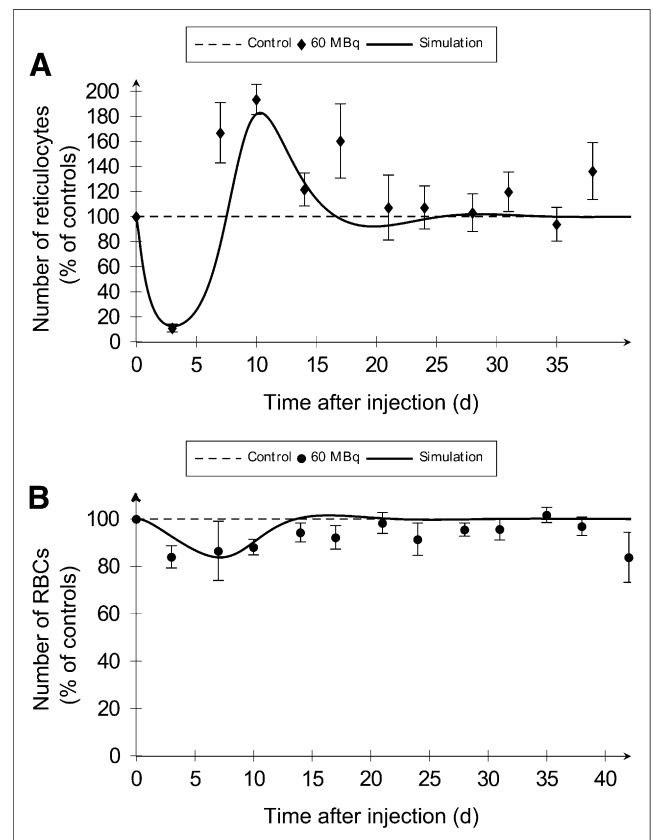 Control 60 MBq Simulation
A
Number of reticulocytes
(% of controls)
200
180
160
140
120
100
80
60
40
20
0
0 5 10 15 20 25 30 35
Time after injection (d)
Control 60 MBq Simulation
B
Number of RBCs
(% of controls)
100
80
60
40
20
0
0 5 10 15 20 25 30 35 40
Time after injection (d)